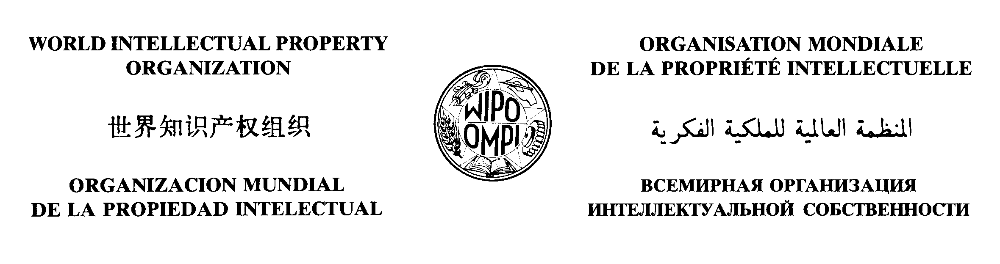 WORLD INTELLECTUAL PROPERTY
ORGANIZATION
世界知识产权组织
ORGANIZACION MUNDIAL
DE LA PROPIEDAD INTELECTUAL
WIPO
OMPI
ORGANISATION MONDIALE
DE LA PROPRIÉTÉ INTELLECTUELLE
المنظمة العالمية للملكية الفكرية
ВСЕМИРНАЯ ОРГАНИЗАЦИЯ
ИНТЕЛЛЕКТУАЛЬНОЙ СОБСТВЕННОСТИ